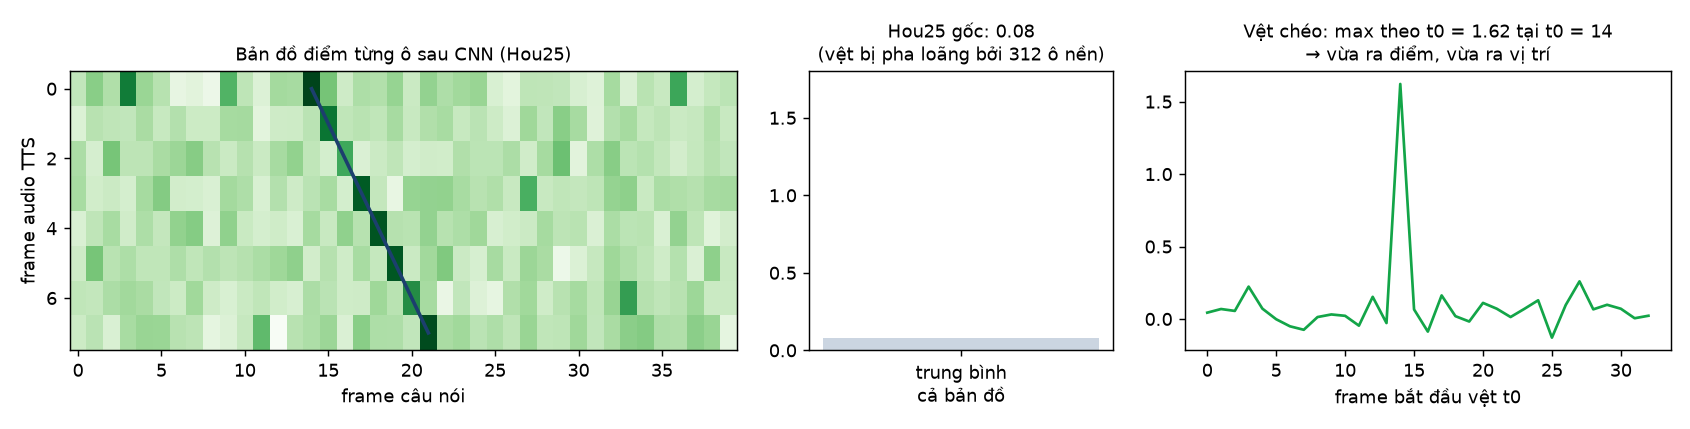 Bản đồ điểm từng ô sau CNN (Hou25)
frame audio TTS
0
2
4
6
0
5
10
15
20
25
30
35
frame câu nói
Hou25 gốc: 0.08
(vệt bị pha loãng bởi 312 ô nền)
1.5
1.0
0.5
0.0
trung bình
cả bản đồ
Vệt chéo: max theo t0 = 1.62 tại t0 = 14
→ vừa ra điểm, vừa ra vị trí
1.5
1.0
0.5
0.0
0
5
10
15
20
25
30
frame bắt đầu vệt t0